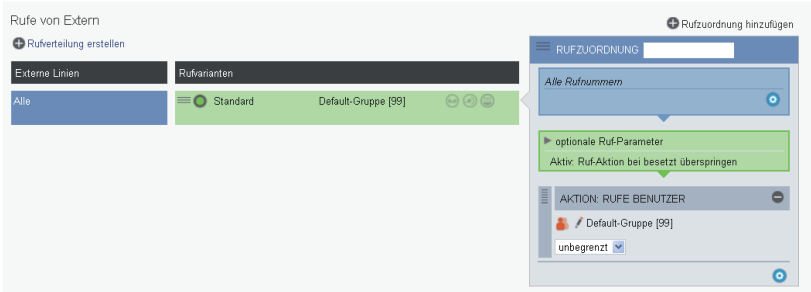 Rufe von Extern
Rufzuordnung hinzufügen
Rufverteilung erstellen
Externe Linien
Rufvarianten
Alle
Standard Default-Gruppe [99]
RUFZUORDNUNG
Alle Rufnummern
optionale Ruf-Parameter
Aktiv: Ruf-Aktion bei besetzt überspringen
AKTION: RUFE BENUTZER
Default-Gruppe [99]
unbegrenzt